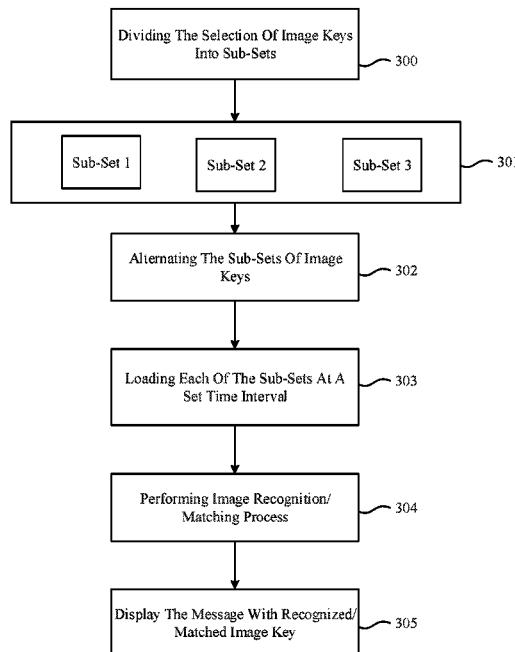 Dividing The Selection Of Image Keys
Into Sub-Sets
300
Sub-Set 1
Sub-Set 2
Sub-Set 3
301
Alternating The Sub-Sets Of Image
Keys
302
Loading Each Of The Sub-Sets At A
Set Time Interval
303
Performing Image Recognition/
Matching Process
304
Display The Message With Recognized/
Matched Image Key
305